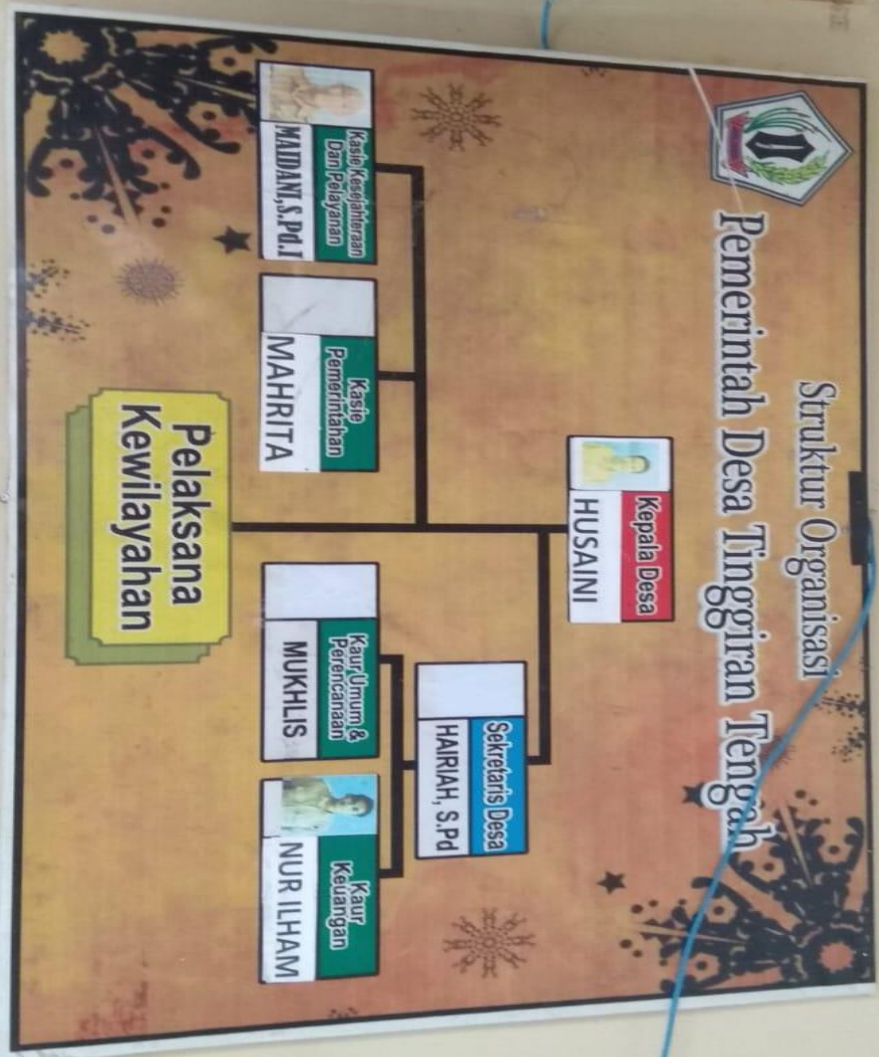 Struktur Organisasi
Pemerintah Desa Tinggiran Tengah
Kepala Desa
HUSAINI
Sekretaris Desa
HAIRIAH, S.Pd
Kasie Kesejahteraan
Dan Pelayanan
MAIDANI,S.Pd.I
Kasie
Pemerintahan
MAHRITA
Kaur Umum &
Perencanaan
MUKHLIS
Kaur
Keuangan
NUR ILHAM
Pelaksana
Kewilayahan